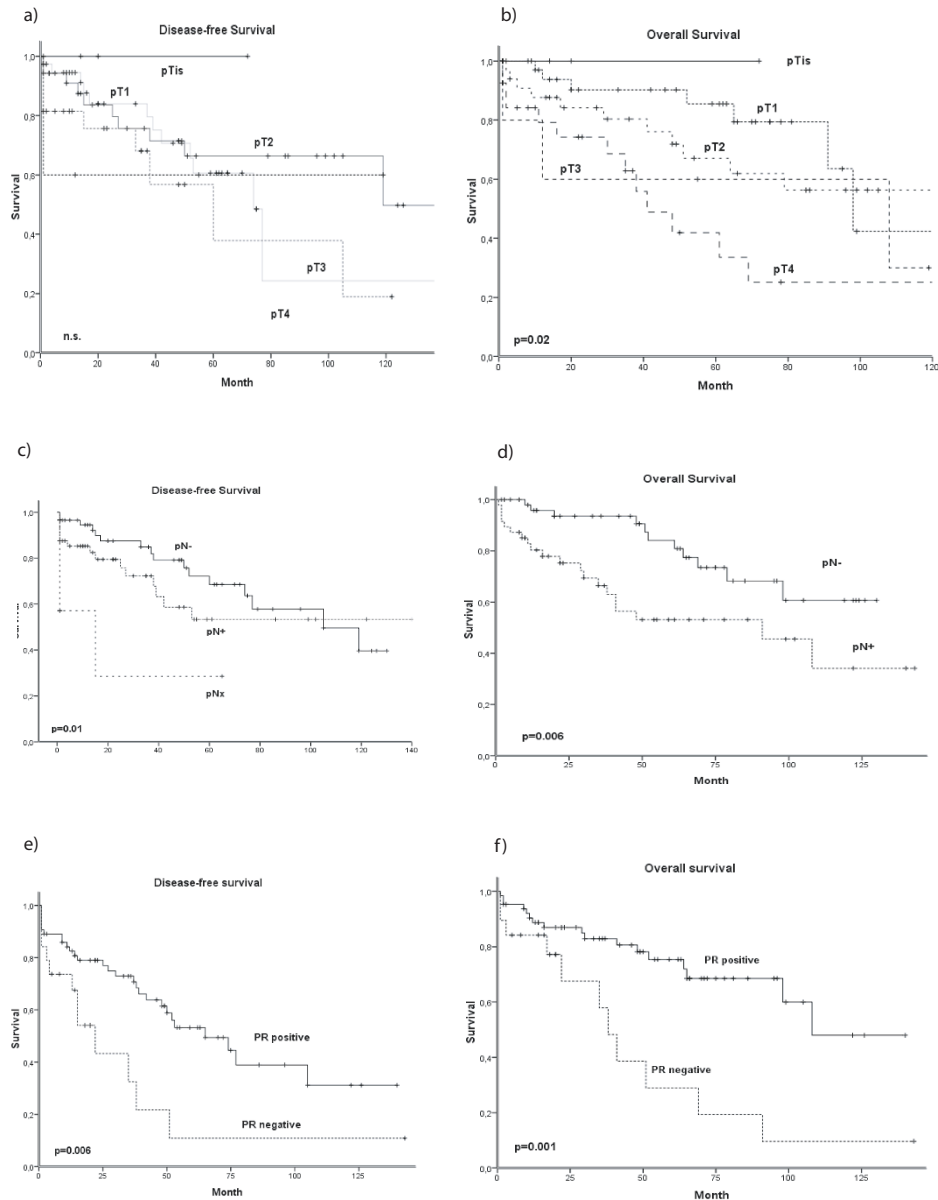 a)
Disease-free Survival
1,0
0,8
0,6
0,4
0,2
0,0
Survival
pTis
pT1
pT2
pT3
pT4
n.s.
0 20 40 60 80 100 120
Month
b)
Overall Survival
1,0
0,8
0,6
0,4
0,2
0,0
Survival
pTis
pT1
pT2
pT3
pT4
p=0.02
0 20 40 60 80 100 120
Month
c)
Disease-free Survival
1,0
0,8
0,6
0,4
0,2
0,0
Survival
pN-
pN+
pNx
p=0.01
0 20 40 60 80 100 120 140
d)
Overall Survival
1,0
0,8
0,6
0,4
0,2
0,0
Survival
pN-
pN+
p=0.006
0 25 50 75 100 125
Month
e)
Disease-free survival
1,0
0,8
0,6
0,4
0,2
0,0
Survival
PR positive
PR negative
p=0.006
0 25 50 75 100 125
Month
f)
Overall survival
1,0
0,8
0,6
0,4
0,2
0,0
Survival
PR positive
PR negative
p=0.001
0 25 50 75 100 125
Month